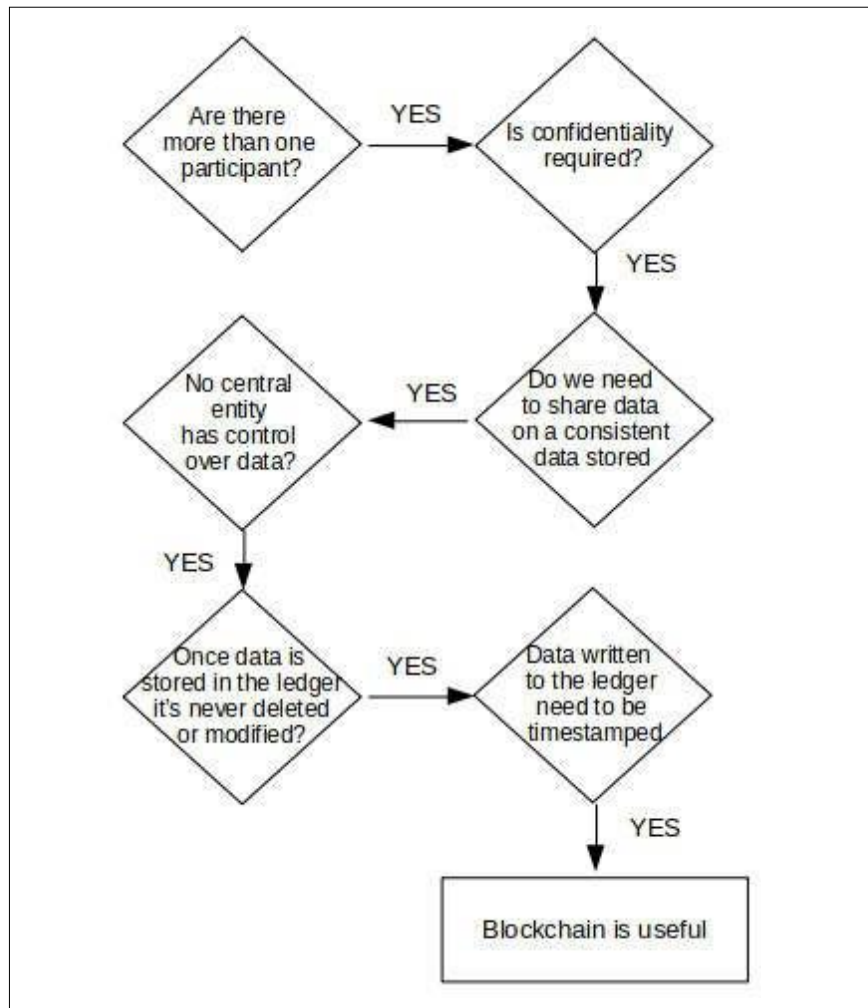 Are there
more than one
participant?
YES
Is confidentiality
required?
YES
Do we need
to share data
on a consistent
data stored
YES
No central
entity
has control
over data?
YES
Once data is
stored in the ledger
it's never deleted
or modified?
YES
Data written
to the ledger
need to be
timestamped
YES
Blockchain is useful